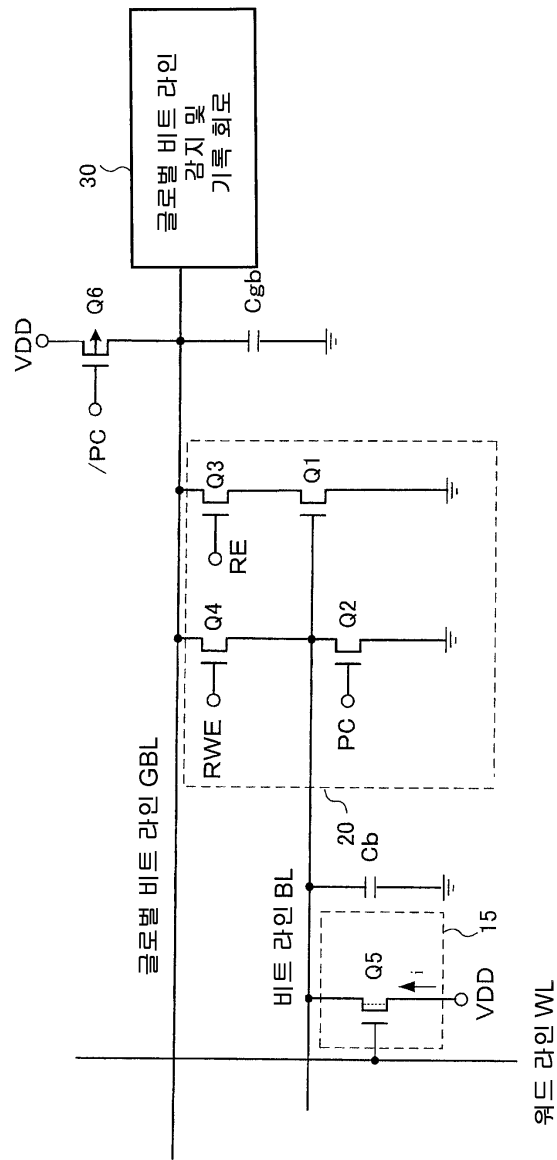 글로벌 비트 라인
감지 및
기록 회로
30
VDD
Q6
/PC
Cgb
글로벌 비트 라인 GBL
Q4
RWE
Q3
RE
Q1
Q2
PC
20
비트 라인 BL
Cb
15
Q5
i
VDD
워드 라인 WL